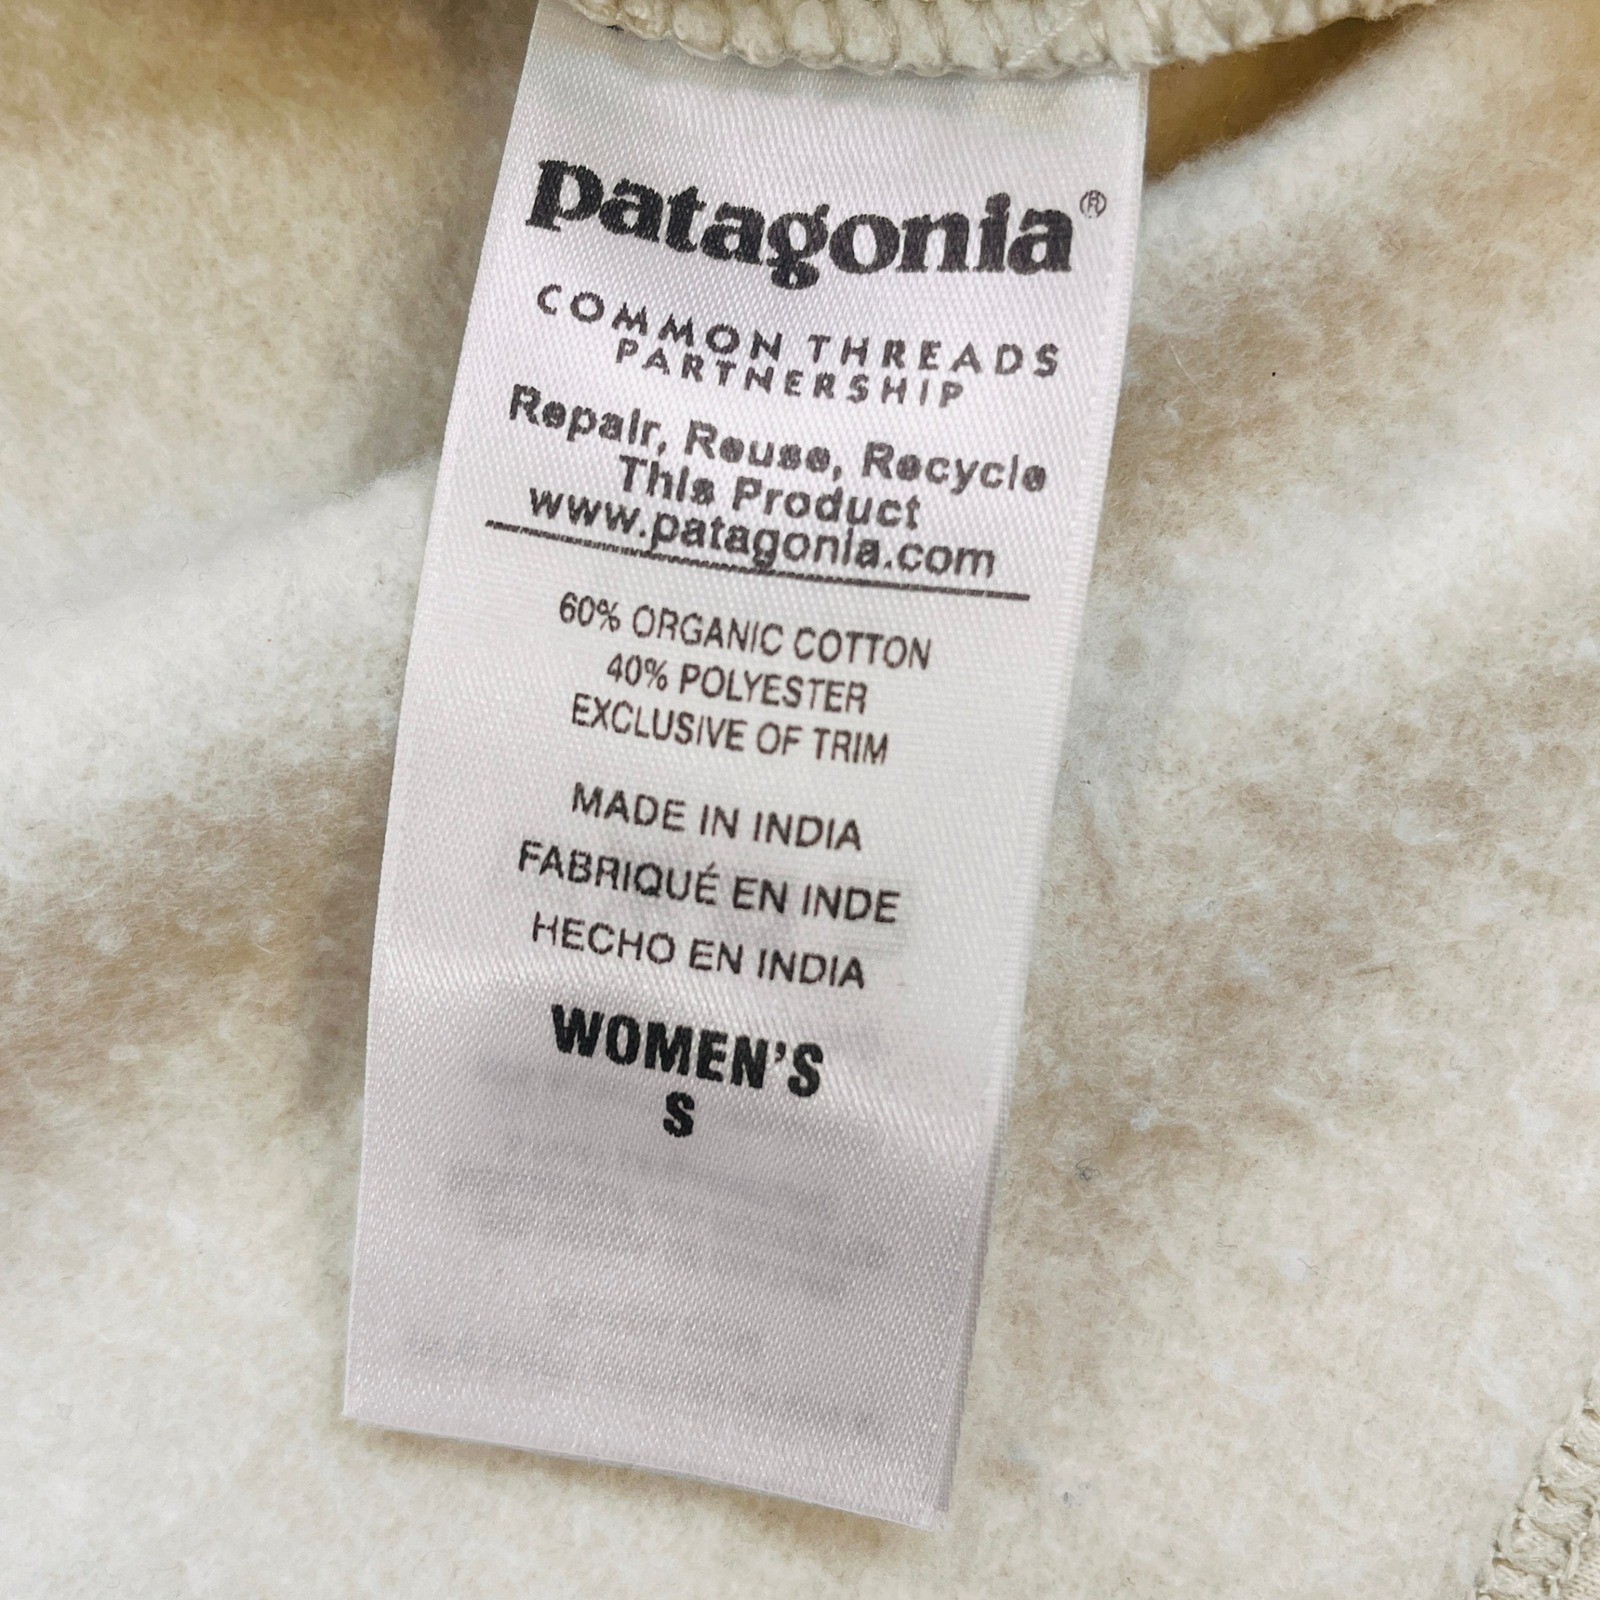 patagonia®
COMMON THREADS
PARTNERSHIP
Repair, Reuse, Recycle
This Product
www.patagonia.com
60% ORGANIC COTTON
40% POLYESTER
EXCLUSIVE OF TRIM
MADE IN INDIA
FABRIQUÉ EN INDE
HECHO EN INDIA
WOMEN'S
S